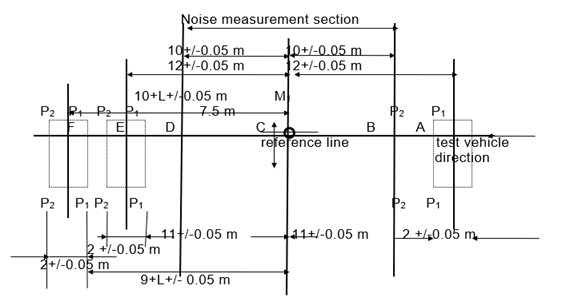 Noise measurement section
10+/-0.05 m 10+/-0.05 m
12+/-0.05 m 12+/-0.05 m
10+L+/-0.05 m M₁
P₂ P₁ P₂ P₁ 7.5 m P₂ P₁
F E D C B A
reference line test vehicle
direction
P₂ P₁ P₂ P₁ P₂ P₁
11+/-0.05 m 11+/-0.05 m 2 +/-0.05 m
2 +/-0.05 m
2+/-0.05 m
9+L+/- 0.05 m